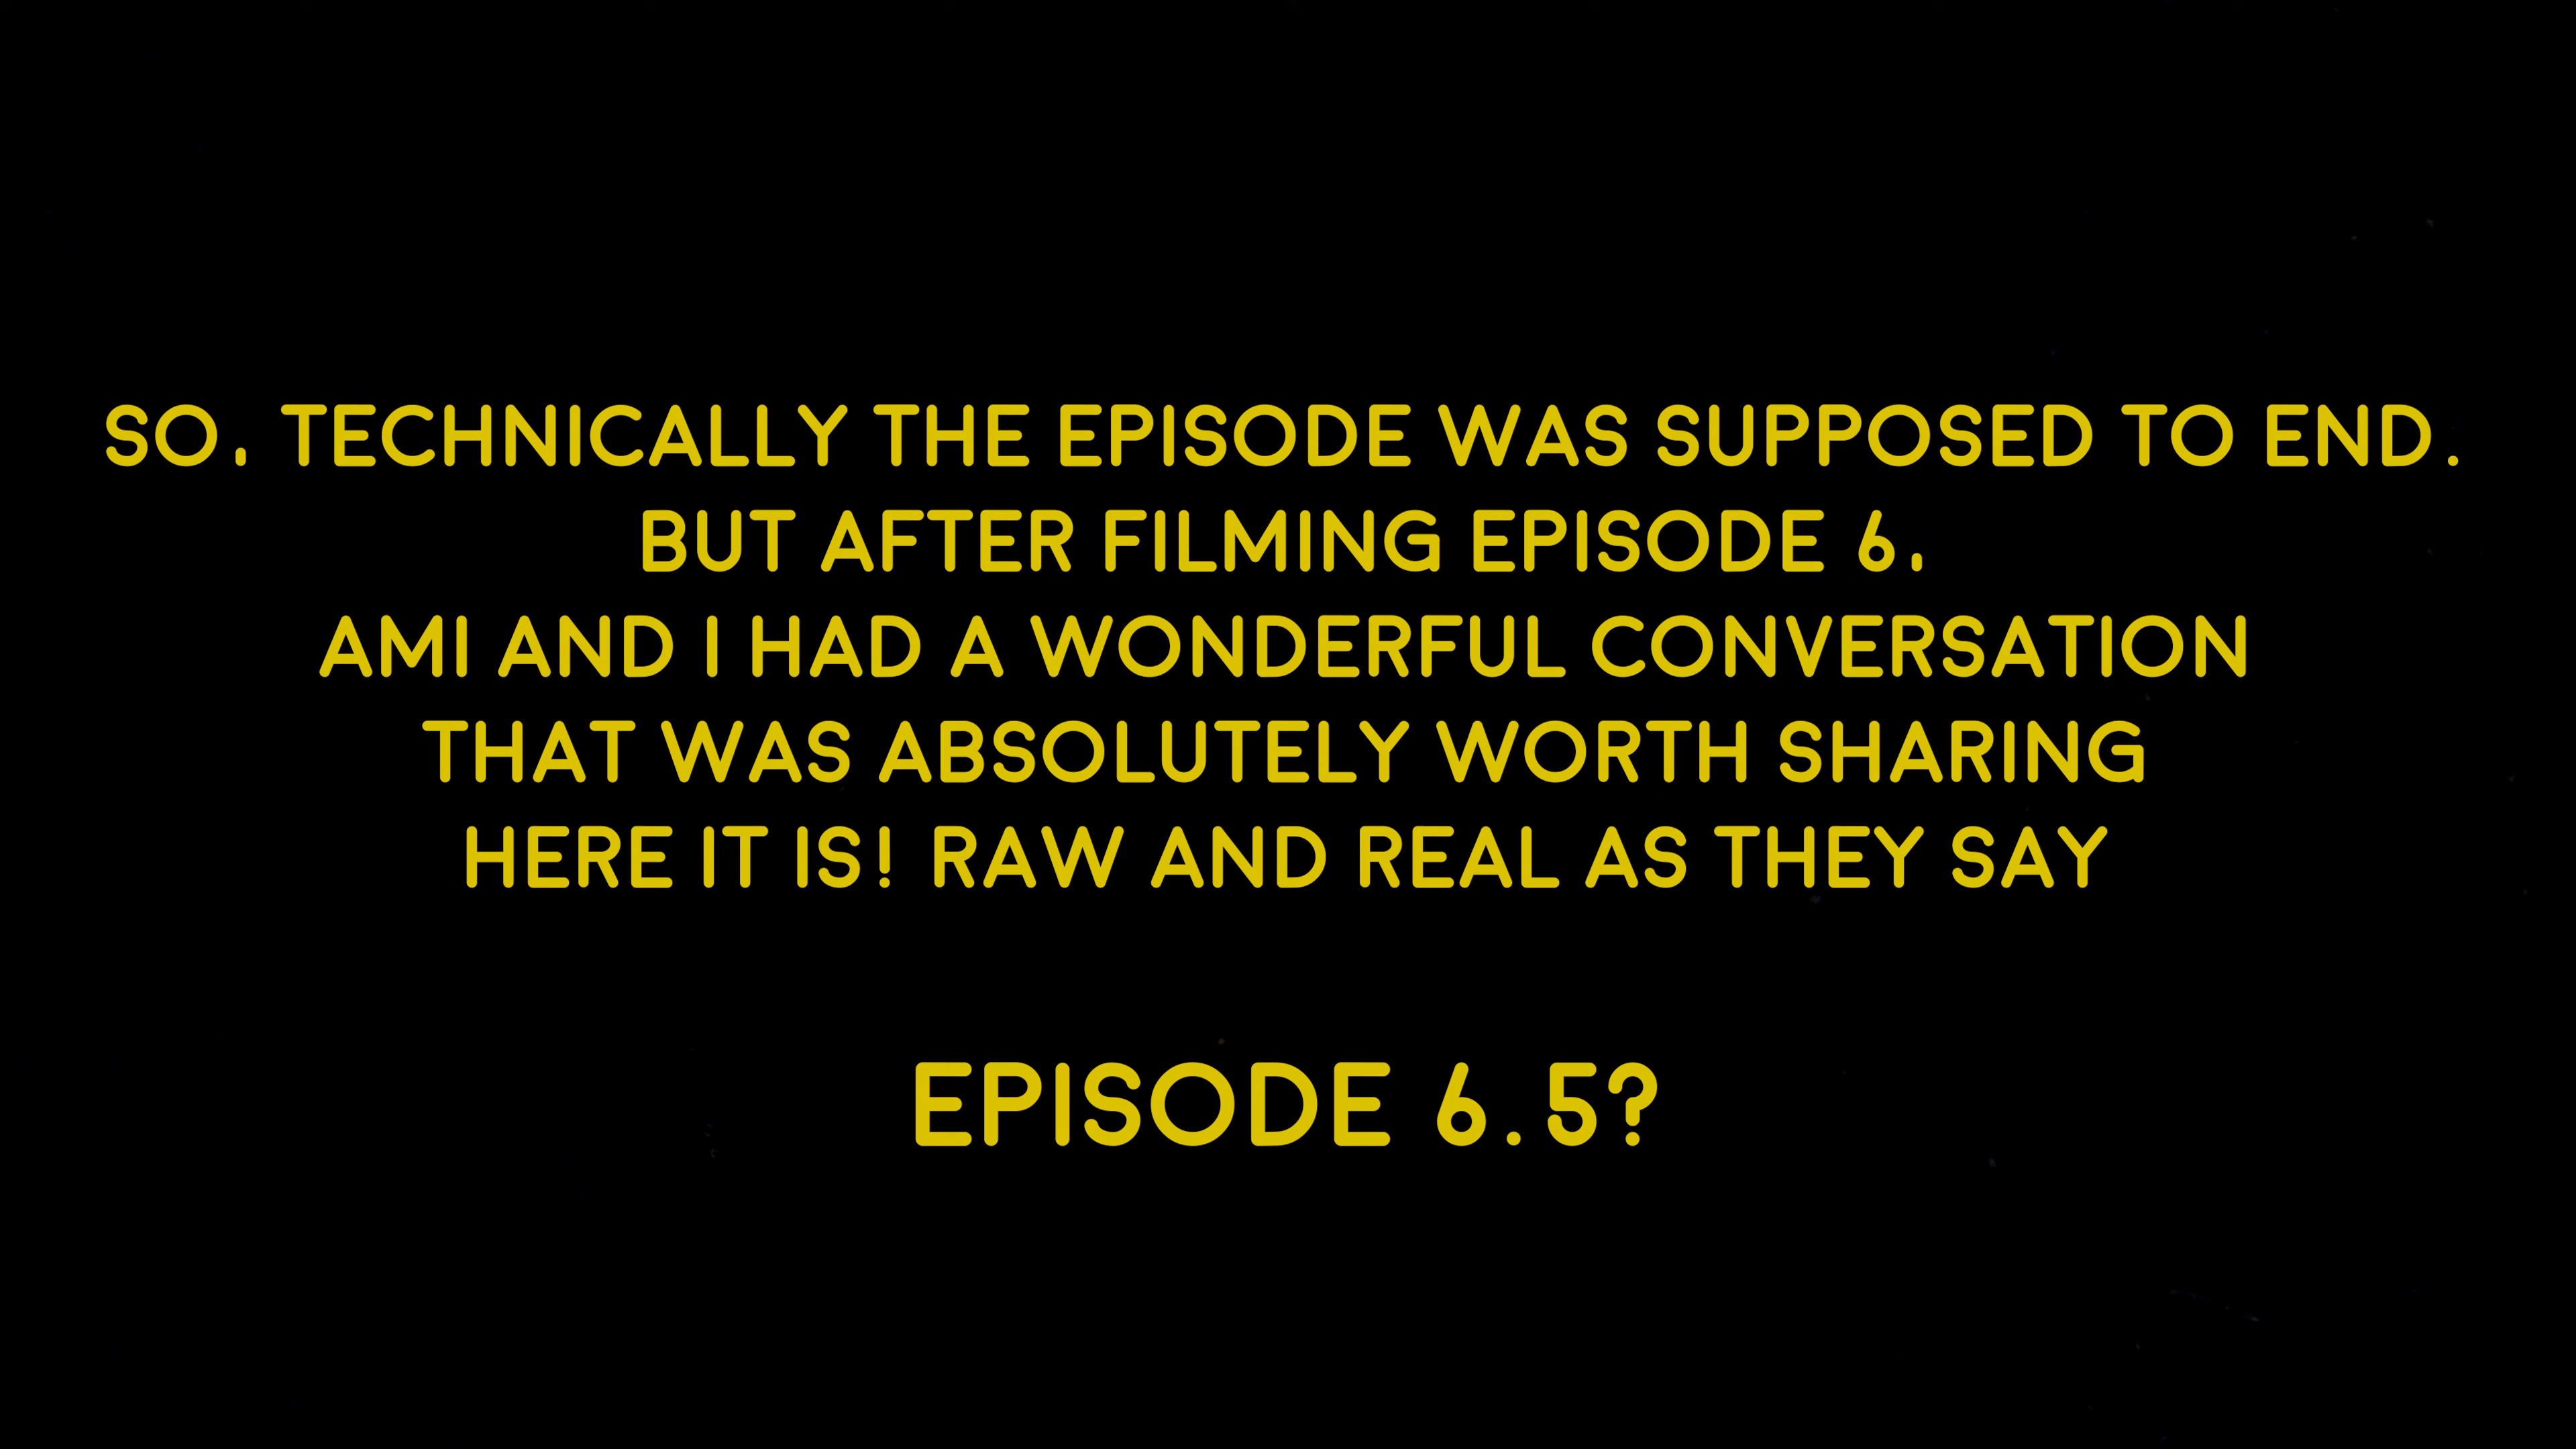 SO, TECHNICALLY THE EPISODE WAS SUPPOSED TO END.
BUT AFTER FILMING EPISODE 6,
AMI AND I HAD A WONDERFUL CONVERSATION
THAT WAS ABSOLUTELY WORTH SHARING
HERE IT IS! RAW AND REAL AS THEY SAY
EPISODE 6.5?